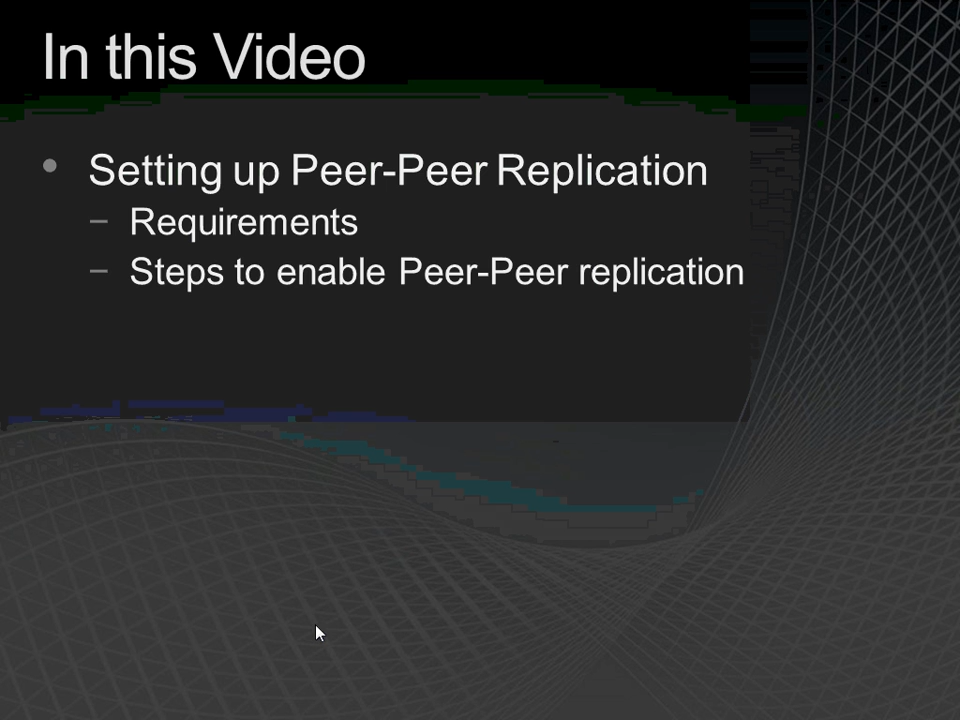 In this Video
• Setting up Peer-Peer Replication
– Requirements
– Steps to enable Peer-Peer replication